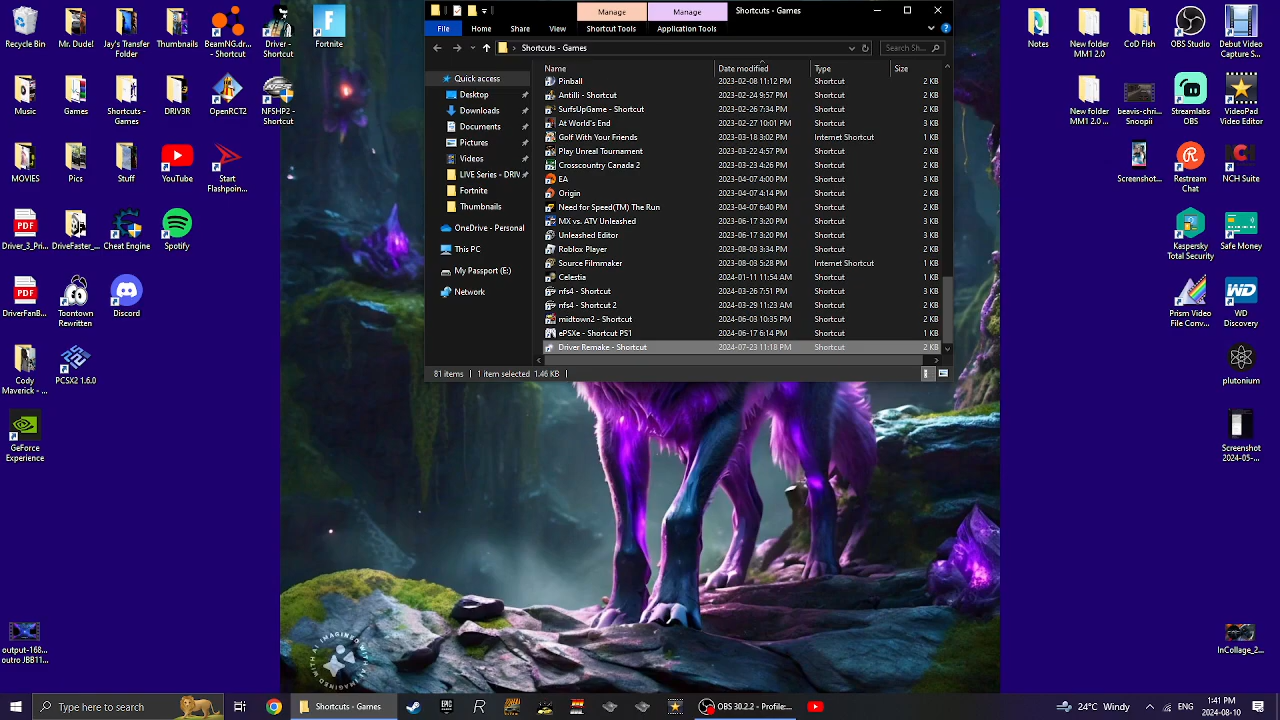 Recycle Bin
Mr. Dudel
Jay's Transfer Folder
Thumbnails
BeamNG.dr... - Shortcut
Driver - Shortcut
Fortnite
Music
Games
Shortcuts - Games
DRIV3R
OpenRCT2
NFSHP2 - Shortcut
MOVIES
Pics
Stuff
YouTube
Start Flashpoin...
PDF
Driver_3_Pri...
DriveFaster_...
Cheat Engine
Spotify
PDF
DriverFanB...
Toontown Rewritten
Discord
Cody Maverick - ...
PCSX2 1.6.0
GeForce Experience
output-168... outro JB11...
Manage
Manage
Shortcuts - Games
File
Home
Share
View
Shortcut Tools
Application Tools
Shortcuts - Games
Search Sh...
Quick access
Desktop
Downloads
Documents
Pictures
Videos
LIVE Series - DRIV
Fortnite
Thumbnails
OneDrive - Personal
This PC
My Passport (E:)
Network
Name Date modified Type Size
Pinball 2023-02-08 11:12 PM Shortcut 2 KB
Antilli - Shortcut 2023-02-24 9:57 PM Shortcut 2 KB
SurfsUpGame - Shortcut 2023-02-26 7:34 PM Shortcut 2 KB
At World's End 2023-02-27 10:01 PM Shortcut 3 KB
Golf With Your Friends 2023-03-18 3:02 PM Internet Shortcut 1 KB
Play Unreal Tournament 2023-03-22 4:57 PM Shortcut 2 KB
Crosscountry Canada 2 2023-03-23 4:26 PM Shortcut 2 KB
EA 2023-04-07 4:00 PM Shortcut 2 KB
Origin 2023-04-07 4:14 PM Shortcut 2 KB
Need for Speed(TM) The Run 2023-04-07 6:40 PM Shortcut 2 KB
MX vs. ATV Unleashed 2023-06-17 3:20 PM Shortcut 3 KB
Unleashed Editor 2023-06-17 3:20 PM Shortcut 2 KB
Roblox Player 2023-08-03 3:34 PM Shortcut 2 KB
Source Filmmaker 2023-08-03 5:28 PM Internet Shortcut 1 KB
Celestia 2024-01-11 11:54 AM Shortcut 1 KB
nfs4 - Shortcut 2024-03-26 7:51 PM Shortcut 3 KB
nfs4 - Shortcut 2 2024-03-29 11:23 AM Shortcut 3 KB
midtown2 - Shortcut 2024-06-03 10:35 PM Shortcut 2 KB
ePSXe - Shortcut PS1 2024-06-17 6:14 PM Shortcut 1 KB
Driver Remake - Shortcut 2024-07-23 11:18 PM Shortcut 2 KB
81 items 1 item selected 1.46 KB
Notes
New folder MM1 2.0
CoD Fish
OBS Studio
Debut Video Capture S...
New folder MM1 2.0 ...
beavis-chri... Snoopii
Streamlabs OBS
VideoPad Video Editor
Screenshot...
Restream Chat
NCH Suite
Kaspersky Total Security
Safe Money
Prism Video File Conv...
WD
WD Discovery
plutonium
Screenshot 2024-05-...
InCollage_2...
IMAGINED WITH AI
Type here to search
Shortcuts - Games
OBS 30.2.2 - Profile...
24°C Windy
ENG
1:41 PM
2024-08-10